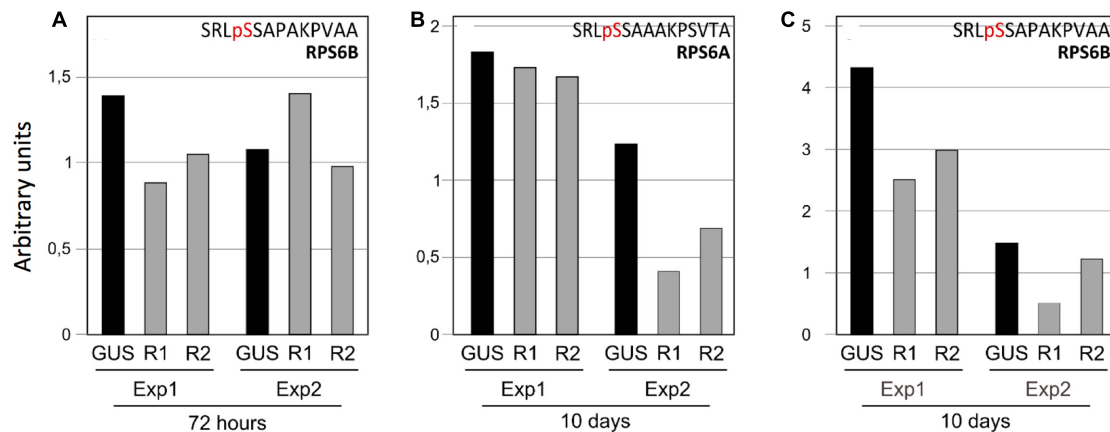 A
SRLpSSAPAKPVAA
RPS6B
Arbitrary units
1,5
1
0,5
0
GUS R1 R2 GUS R1 R2
Exp1 Exp2
72 hours
B
SRLpSSAAAKPSVTA
RPS6A
2
1,5
1
0,5
0
GUS R1 R2 GUS R1 R2
Exp1 Exp2
10 days
C
SRLpSSAPAKPVAA
RPS6B
5
4
3
2
1
0
GUS R1 R2 GUS R1 R2
Exp1 Exp2
10 days